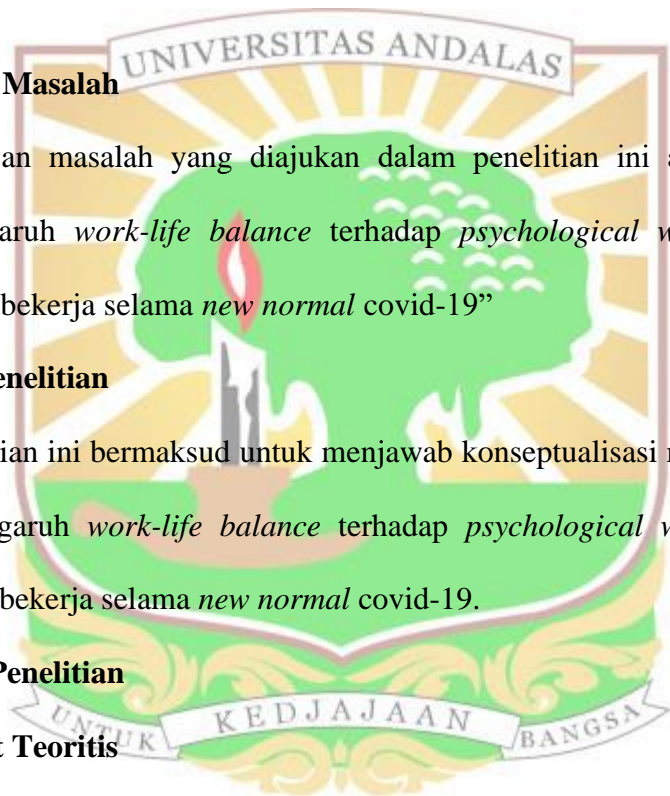 UNIVERSITAS ANDALAS
Masalah
an masalah yang diajukan dalam penelitian ini a
aruh work-life balance terhadap psychological w
bekerja selama new normal covid-19”
enelitian
ian ini bermaksud untuk menjawab konseptualisasi
garuh work-life balance terhadap psychological w
bekerja selama new normal covid-19.
Penelitian
t Teoritis
UNTUK KEDJAJAAN BANGSA